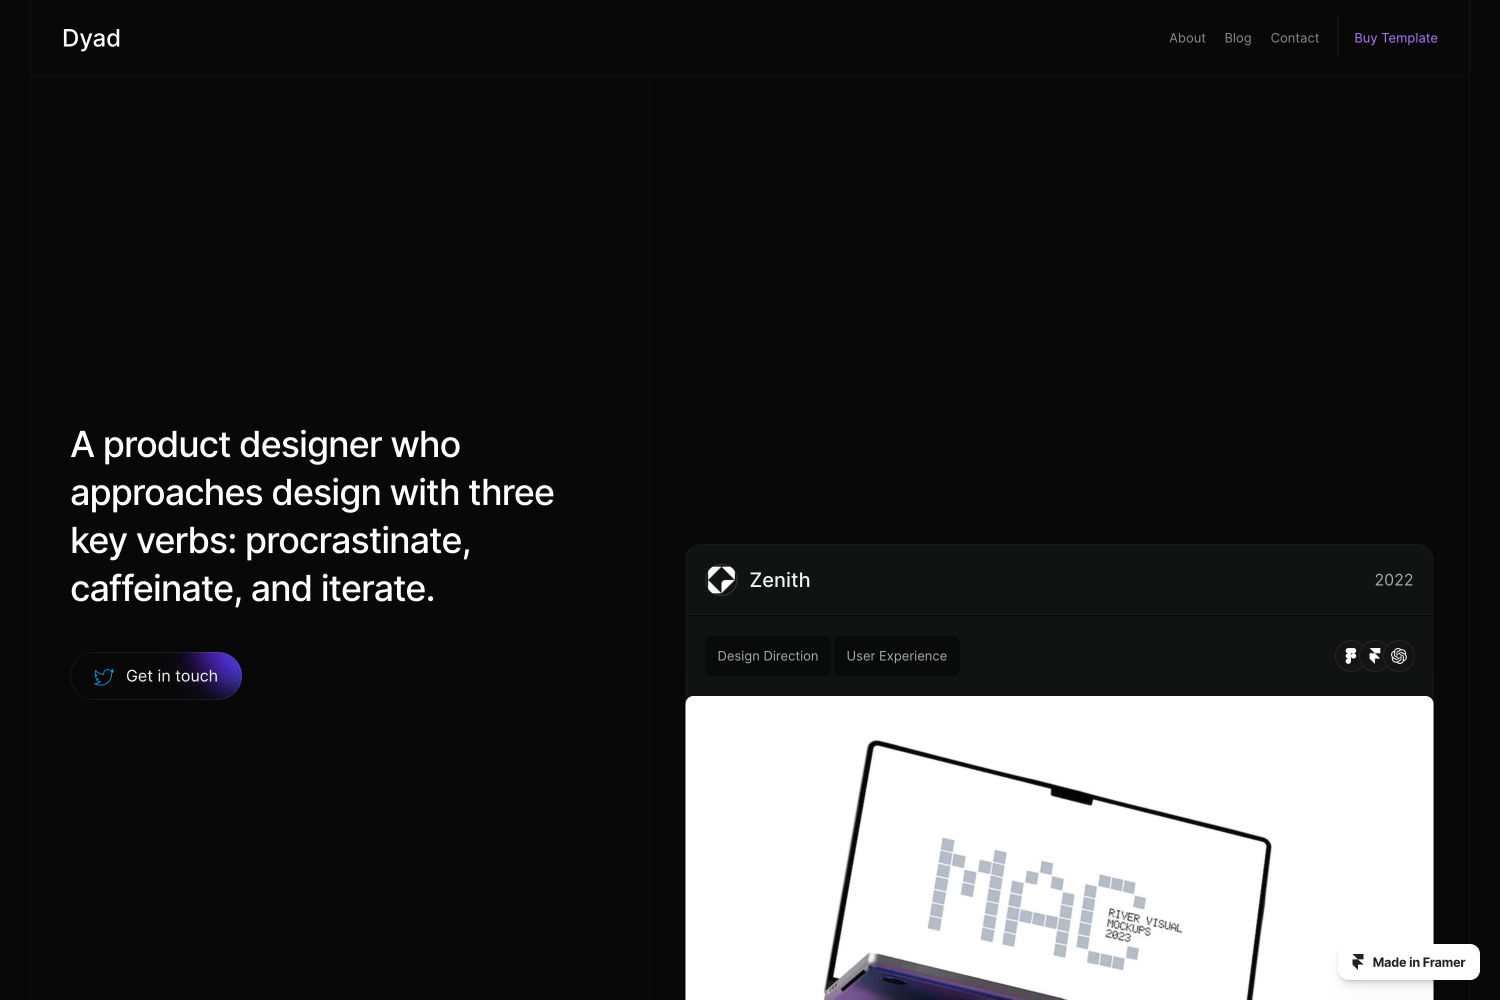 Dyad
About
Blog
Contact
Buy Template
A product designer who
approaches design with three
key verbs: procrastinate,
caffeinate, and iterate.
Get in touch
Zenith
2022
Design Direction
User Experience
MAC
RIVER VISUAL
MOCKUPS
2023
Made in Framer